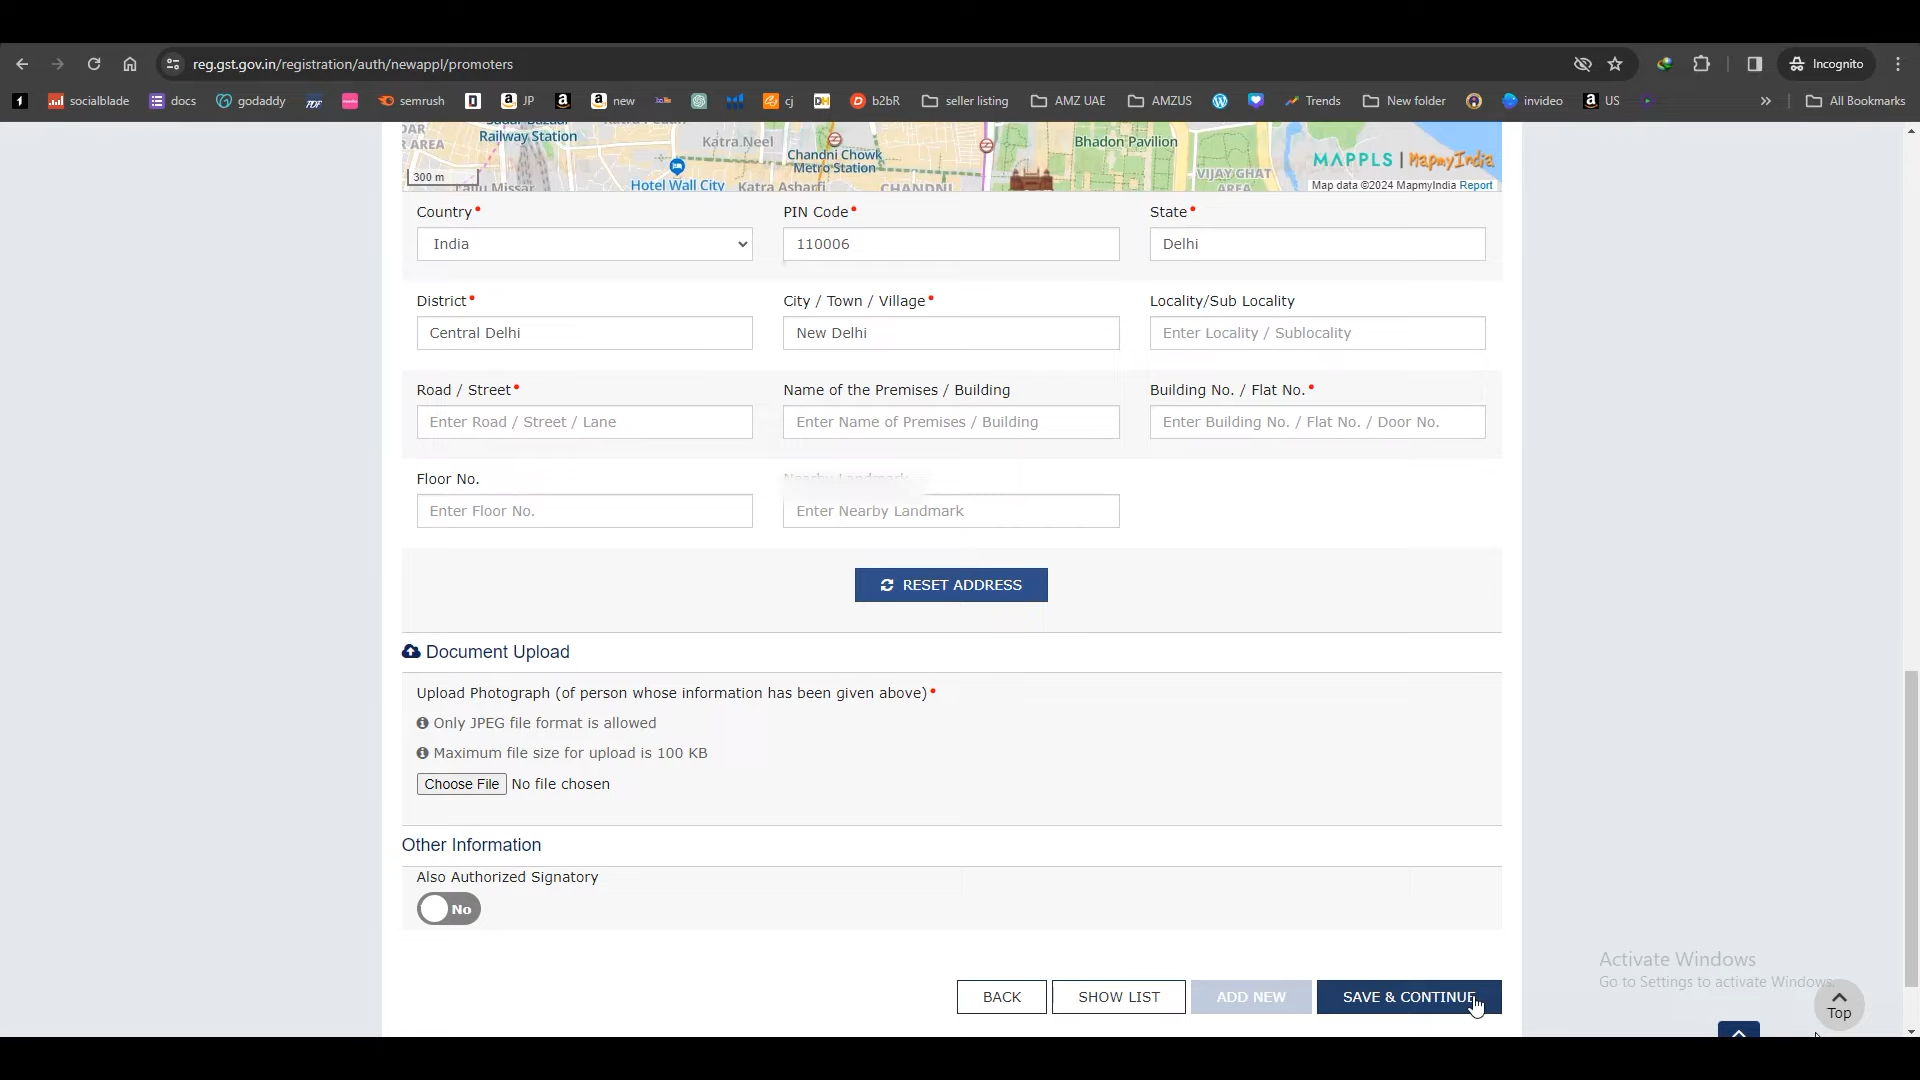 reg.gst.gov.in/registration/auth/newappl/promoters
Incognito
socialblade
docs
godaddy
PDF
semrush
JP
new
cj
b2bR
seller listing
AMZ UAE
AMZUS
Trends
New folder
invideo
US
All Bookmarks
Railway Station
Katra Neel
Chandni Chowk
Metro Station
Bhadon Pavilion
MAPPLS | MapmyIndia
300 m
Hotel Wall City
Katra Asharfi
CHANDNI
VIJAY GHAT
AREA
Map data ©2024 MapmyIndia Report
Country•
PIN Code•
State•
India
110006
Delhi
District•
City / Town / Village•
Locality/Sub Locality
Central Delhi
New Delhi
Enter Locality / Sublocality
Road / Street•
Name of the Premises / Building
Building No. / Flat No.•
Enter Road / Street / Lane
Enter Name of Premises / Building
Enter Building No. / Flat No. / Door No.
Floor No.
Nearby Landmark
Enter Floor No.
Enter Nearby Landmark
RESET ADDRESS
Document Upload
Upload Photograph (of person whose information has been given above)•
Only JPEG file format is allowed
Maximum file size for upload is 100 KB
Choose File No file chosen
Other Information
Also Authorized Signatory
No
BACK
SHOW LIST
ADD NEW
SAVE & CONTINUE
Activate Windows
Go to Settings to activate Windows.
Top